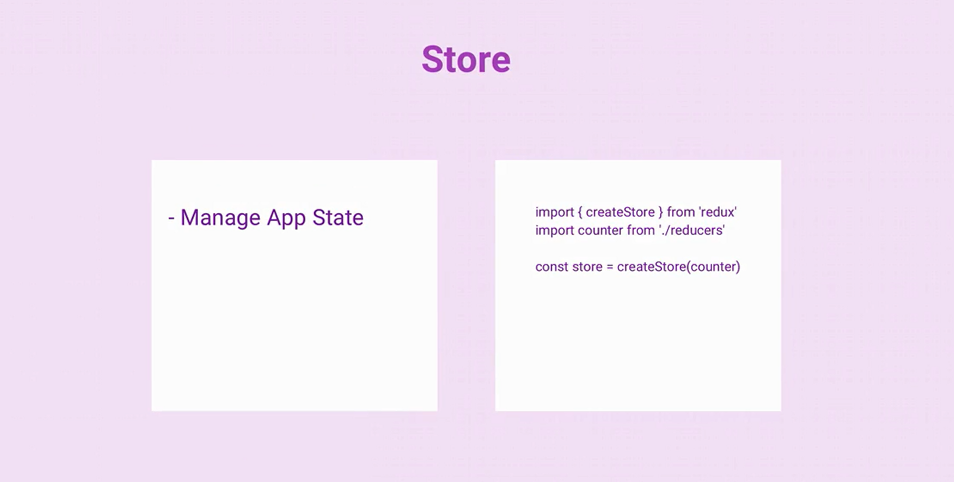 Store
- Manage App State
import { createStore } from 'redux'
import counter from './reducers'
const store = createStore(counter)